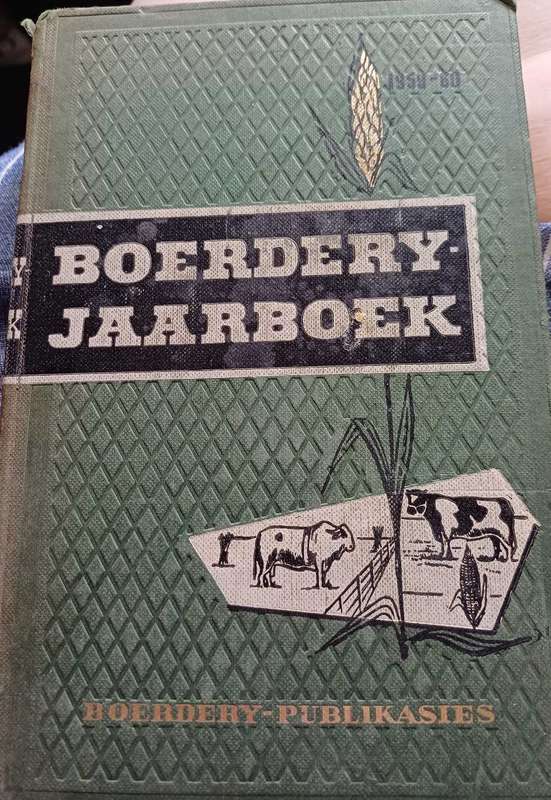 1959-60
BOERDERY-
JAARBOEK
Y
K
BOERDERY-PUBLIKASIES